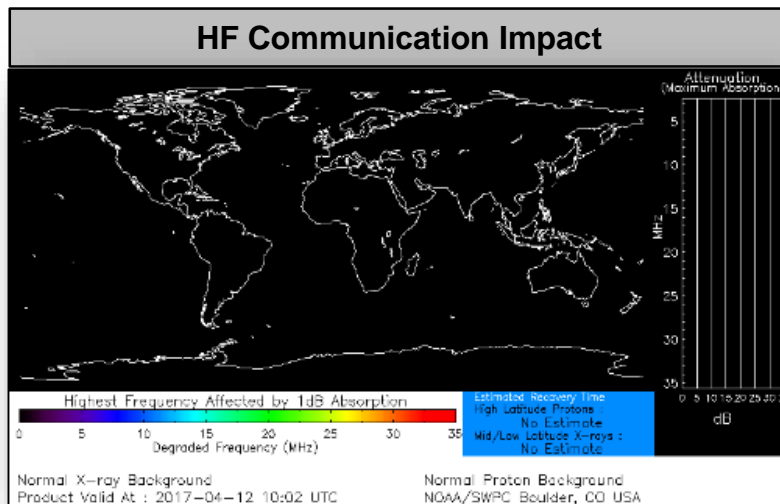 HF Communication Impact
Attenuation
(Maximum Absorption
5
10
15
20
25
30
35
MHz
0 5 10 15 20 25 30
dB
Highest Frequency Affected by 1dB Absorption
0 5 10 15 20 25 30 35
Degraded Frequency (MHz)
Estimated Recovery Time
High Latitude Protons :
No Estimate
Mid/Low Latitude X-rays :
No Estimate
Normal X-ray Background
Product Valid At : 2017-04-12 10:02 UTC
Normal Proton Background
NOAA/SWPC Boulder, CO USA